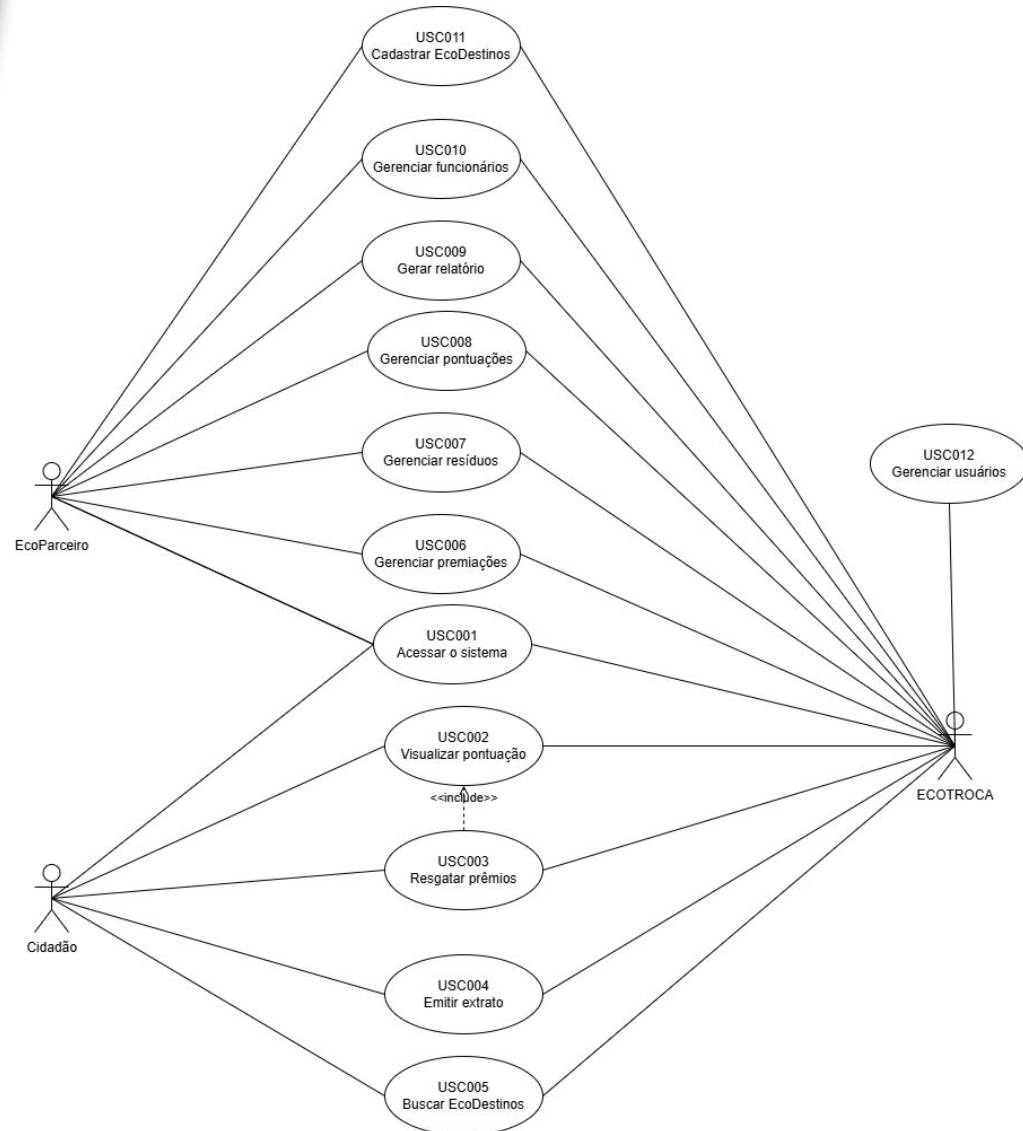 USC011
Cadastrar EcoDestinos
USC010
Gerenciar funcionários
USC009
Gerar relatório
USC008
Gerenciar pontuações
USC007
Gerenciar resíduos
USC012
Gerenciar usuários
EcoParceiro
USC006
Gerenciar premiações
USC001
Acessar o sistema
USC002
Visualizar pontuação
<<include>>
ECOTROCA
USC003
Resgatar prêmios
Cidadão
USC004
Emitir extrato
USC005
Buscar EcoDestinos